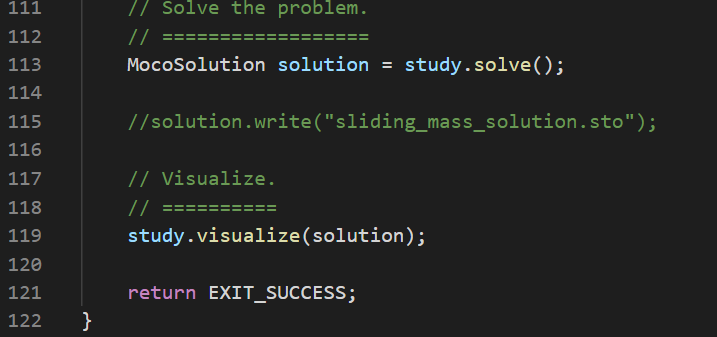 111 // Solve the problem.
112 // ==================
113 MocoSolution solution = study.solve();
114
115 //solution.write("sliding_mass_solution.sto");
116
117 // Visualize.
118 // ==========
119 study.visualize(solution);
120
121 return EXIT_SUCCESS;
122 }